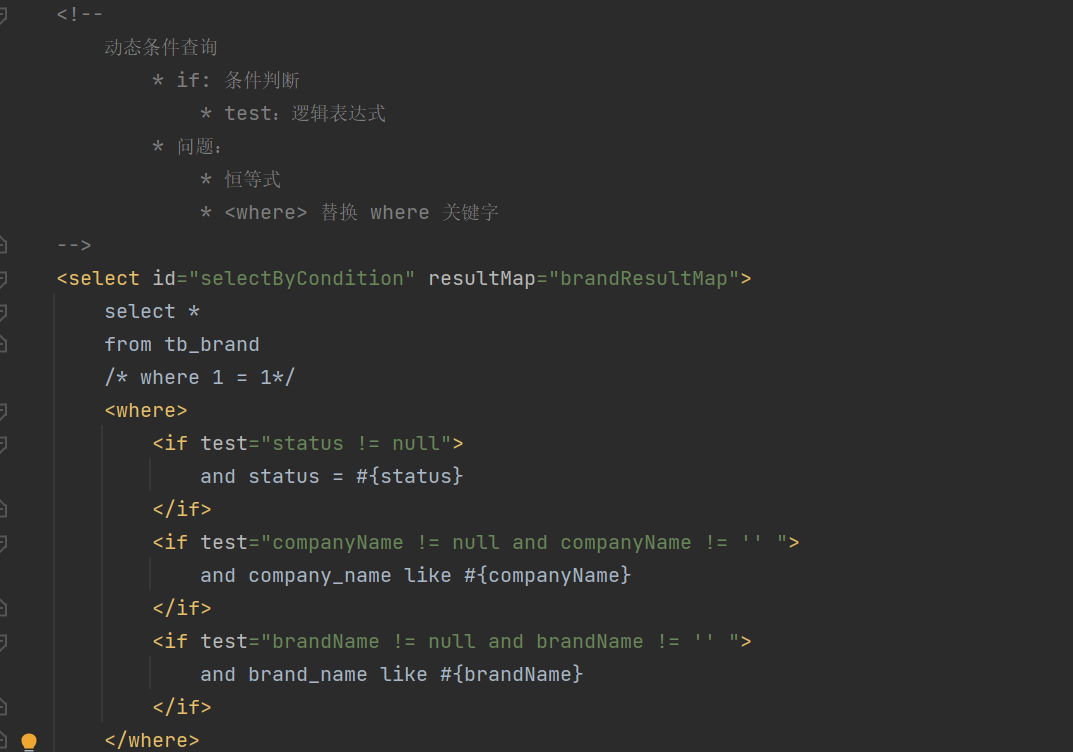 <!--
动态条件查询
* if: 条件判断
* test：逻辑表达式
* 问题：
* 恒等式
* <where> 替换 where 关键字
-->
<select id="selectByCondition" resultMap="brandResultMap">
select *
from tb_brand
/* where 1 = 1*/
<where>
<if test="status != null">
and status = #{status}
</if>
<if test="companyName != null and companyName != '' ">
and company_name like #{companyName}
</if>
<if test="brandName != null and brandName != '' ">
and brand_name like #{brandName}
</if>
</where>